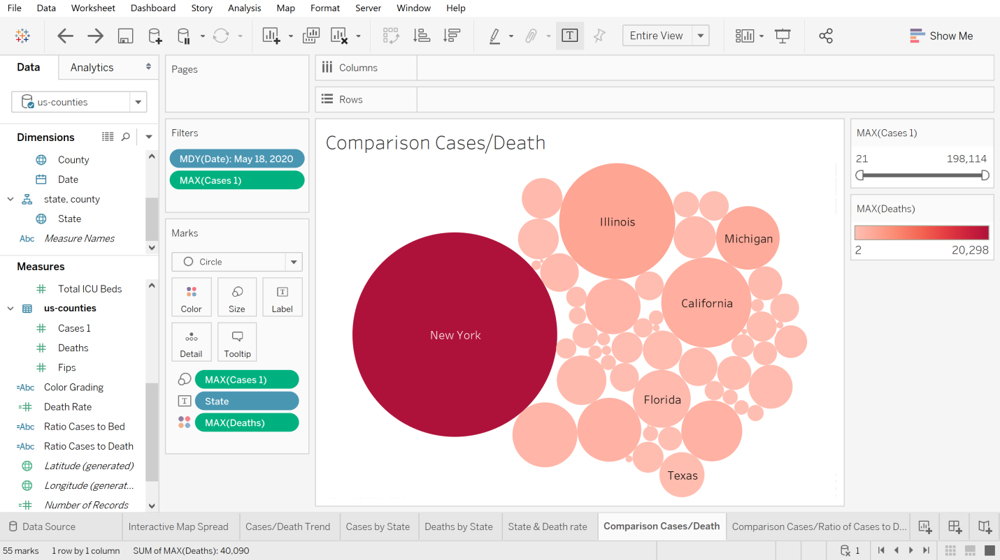 File Data Worksheet Dashboard Story Analysis Map Format Server Window Help
Entire View
Show Me
Data
Analytics
us-counties
Dimensions
County
Date
state, county
State
Abc Measure Names
Measures
Total ICU Beds
us-counties
Cases 1
Deaths
Fips
=Abc Color Grading
Death Rate
=Abc Ratio Cases to Bed
=Abc Ratio Cases to Death
Latitude (generated)
Longitude (generat...
Number of Records
Pages
Filters
MDY(Date): May 18, 2020
MAX(Cases 1)
Marks
Circle
Color Size Label
Detail Tooltip
MAX(Cases 1)
State
MAX(Deaths)
Columns
Rows
Comparison Cases/Death
Illinois
Michigan
California
New York
Florida
Texas
MAX(Cases 1)
21 198,114
MAX(Deaths)
2 20,298
Data Source Interactive Map Spread Cases/Death Trend Cases by State Deaths by State State & Death rate Comparison Cases/Death Comparison Cases/Ratio of Cases to D...
55 marks 1 row by 1 column SUM of MAX(Deaths): 40,090 1